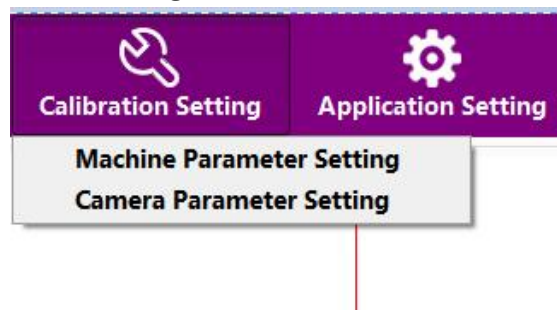 Calibration Setting
Application Setting
Machine Parameter Setting
Camera Parameter Setting